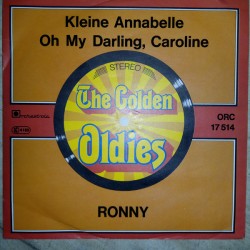 Kleine Annabelle
Oh My Darling, Caroline
STEREO
The Golden
Oldies
ORC
17 514
RONNY